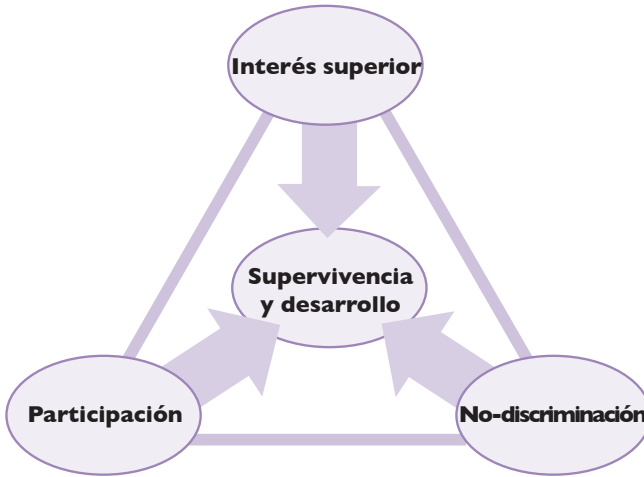 Interés superior
Supervivencia
y desarrollo
Participación
No-discriminación